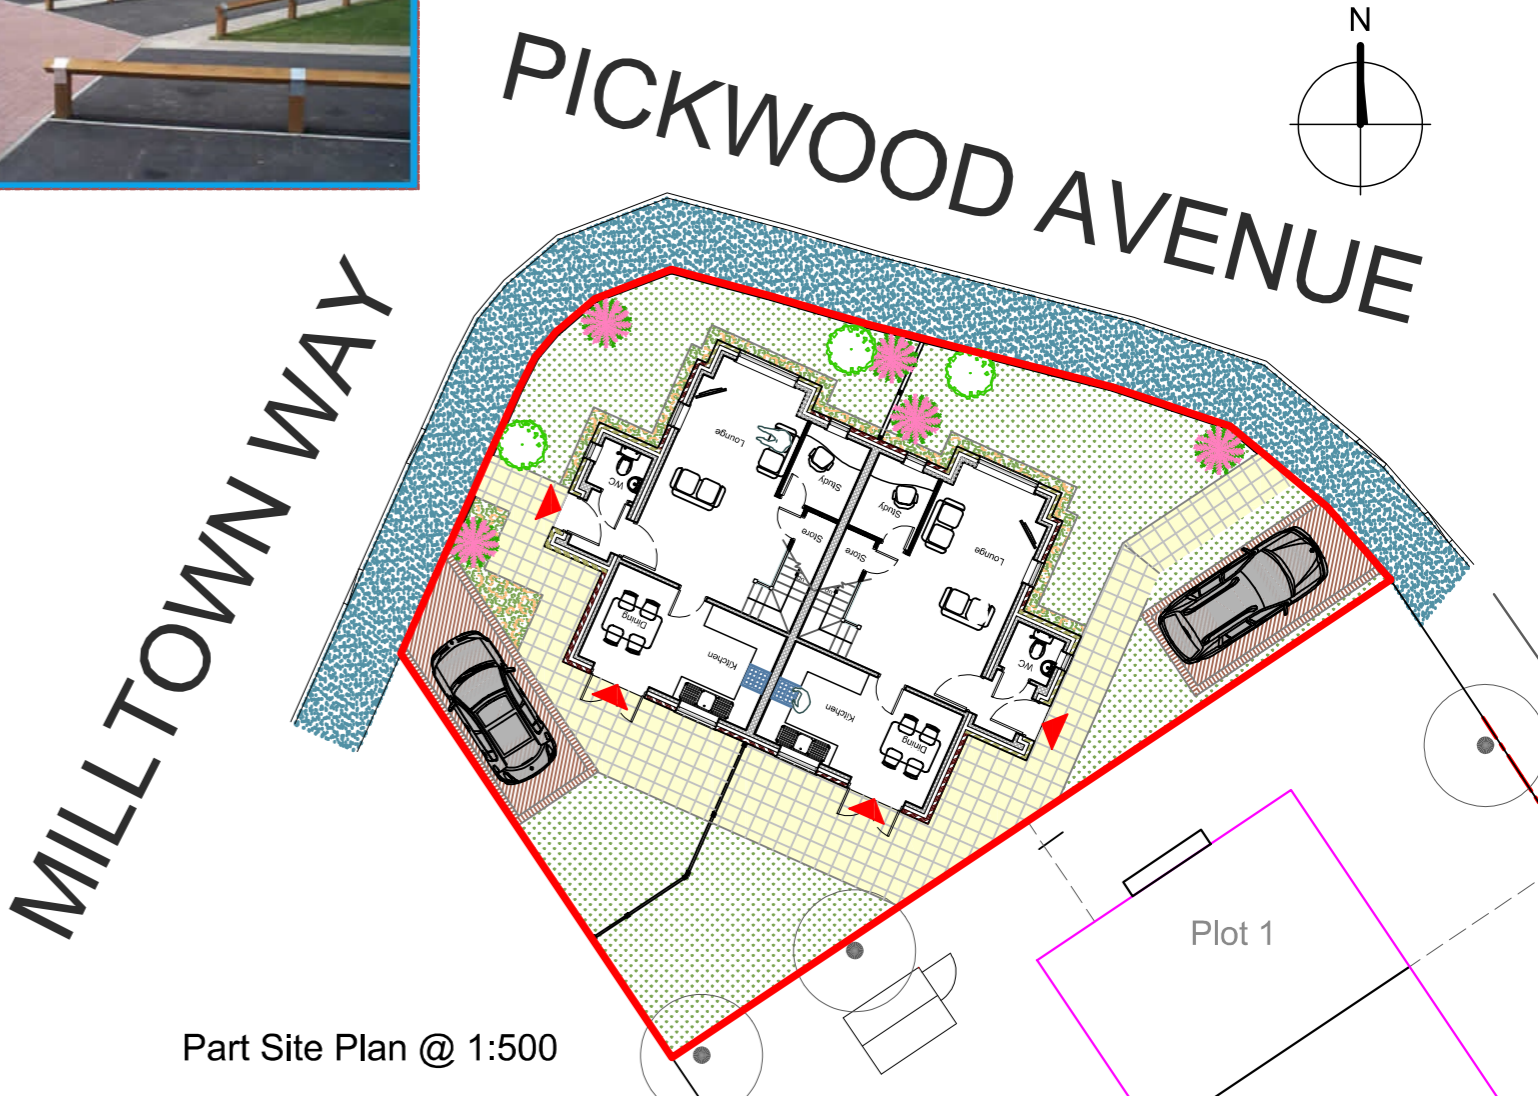 N
PICKWOOD AVENUE
MILLTOWN WAY
Lounge
WC
Study
Study
Store
Store
Lounge
Dining
Kitchen
WC
Kitchen
Dining
Plot 1
Part Site Plan @ 1:500